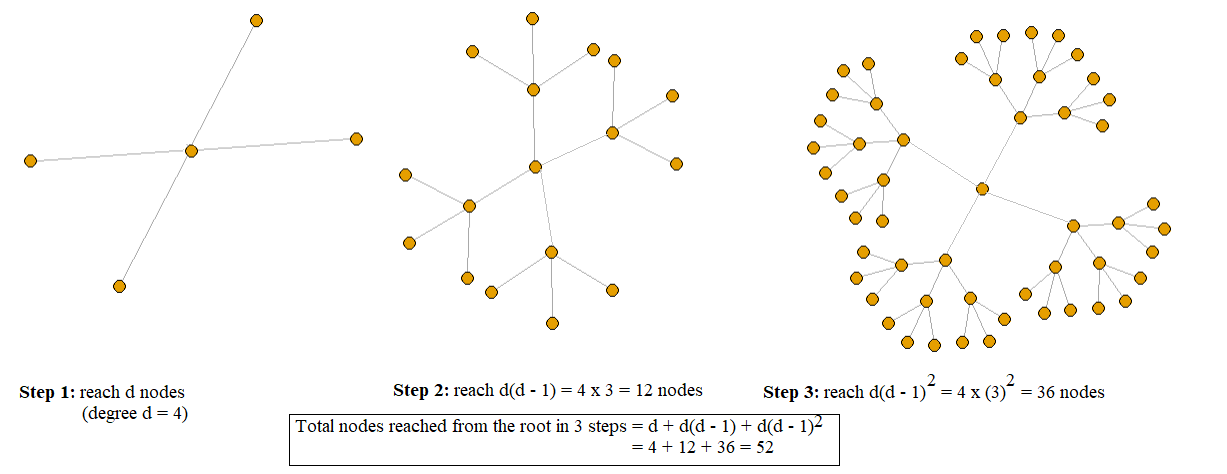 Step 1: reach d nodes
(degree d = 4)
Step 2: reach d(d - 1) = 4 x 3 = 12 nodes
Step 3: reach d(d - 1)² = 4 x (3)² = 36 nodes
Total nodes reached from the root in 3 steps = d + d(d - 1) + d(d - 1)²
= 4 + 12 + 36 = 52